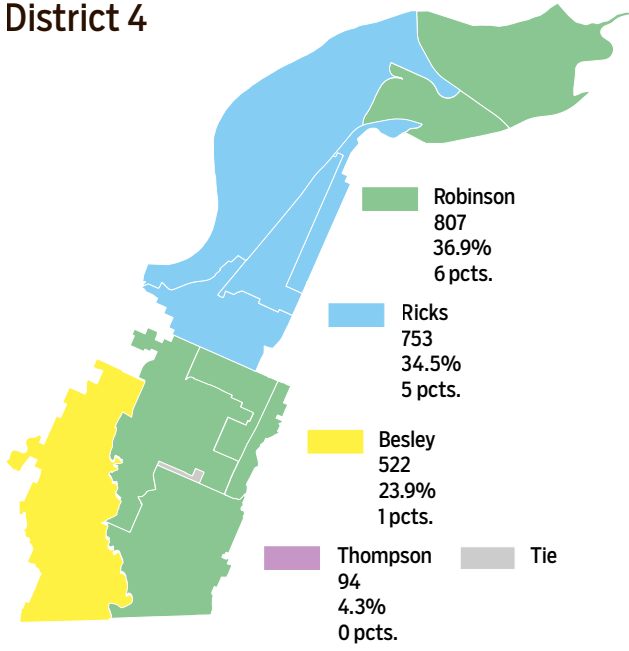 District 4
Robinson
807
36.9%
6 pcts.
Ricks
753
34.5%
5 pcts.
Besley
522
23.9%
1 pcts.
Thompson
94
4.3%
0 pcts.
Tie